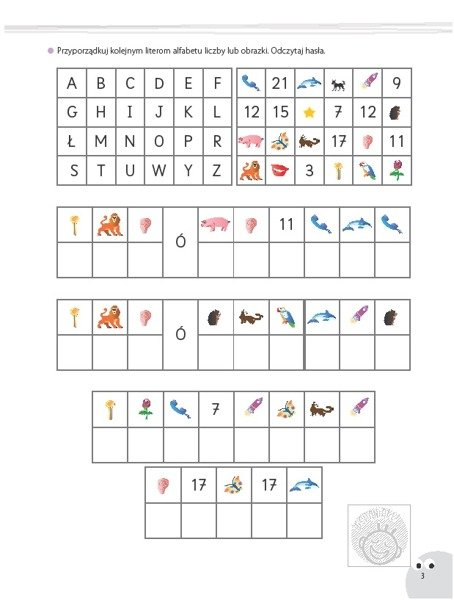 Przyporządkuj kolejnym literom alfabetu liczby lub obrazki. Odczytaj hasła.
A B C D E F 21 9
G H I J K L 12 15 7 12
Ł M N O P R 17 11
S T U W Y Z 3
Ó 11
Ó
7
17 17
3